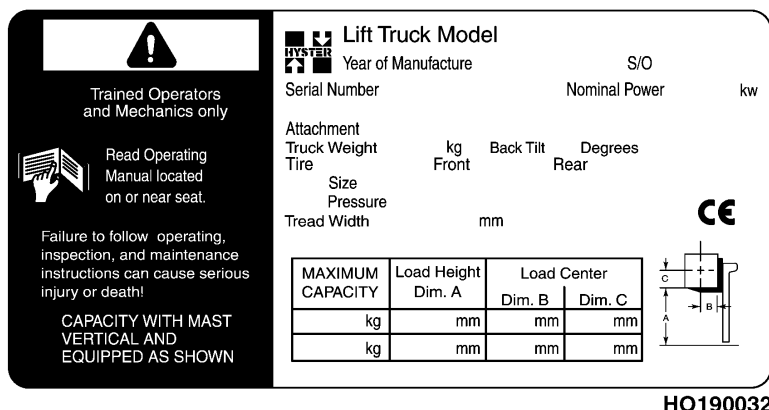 Trained Operators
and Mechanics only
Read Operating
Manual located
on or near seat.
Failure to follow operating,
inspection, and maintenance
instructions can cause serious
injury or death!
CAPACITY WITH MAST
VERTICAL AND
EQUIPPED AS SHOWN
HYSTER
Lift Truck Model
Year of Manufacture S/O
Serial Number Nominal Power kw
Attachment
Truck Weight kg Back Tilt Degrees
Tire Front Rear
Size
Pressure
Tread Width mm
CE
MAXIMUM CAPACITY Load Height Dim. A Load Center
Dim. B Dim. C
kg mm mm mm
kg mm mm mm
C
B
A
HO190032